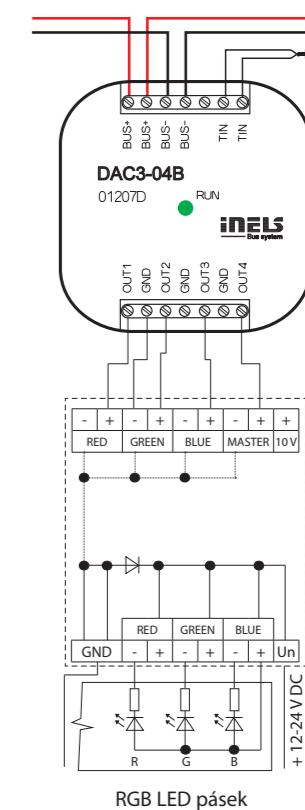 BUS+ BUS+ BUS- BUS- TIN TIN
DAC3-04B
01207D RUN
iNELS
Bus system
OUT1 GND OUT2 GND OUT3 GND OUT4
- + - + - + - + +
RED GREEN BLUE MASTER 10 V
RED GREEN BLUE
GND - + - + - + Un
+ 12-24 V DC
R G B
RGB LED pásek